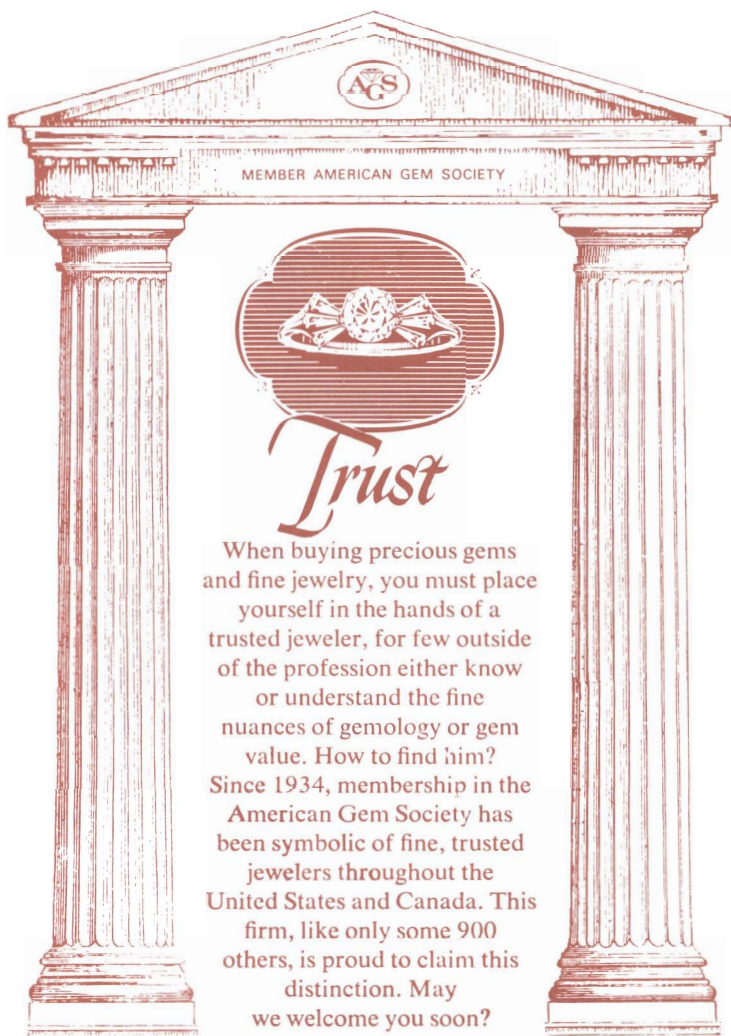 AGS
MEMBER AMERICAN GEM SOCIETY
Trust
When buying precious gems
and fine jewelry, you must place
yourself in the hands of a
trusted jeweler, for few outside
of the profession either know
or understand the fine
nuances of gemology or gem
value. How to find him?
Since 1934, membership in the
American Gem Society has
been symbolic of fine, trusted
jewelers throughout the
United States and Canada. This
firm, like only some 900
others, is proud to claim this
distinction. May
we welcome you soon?